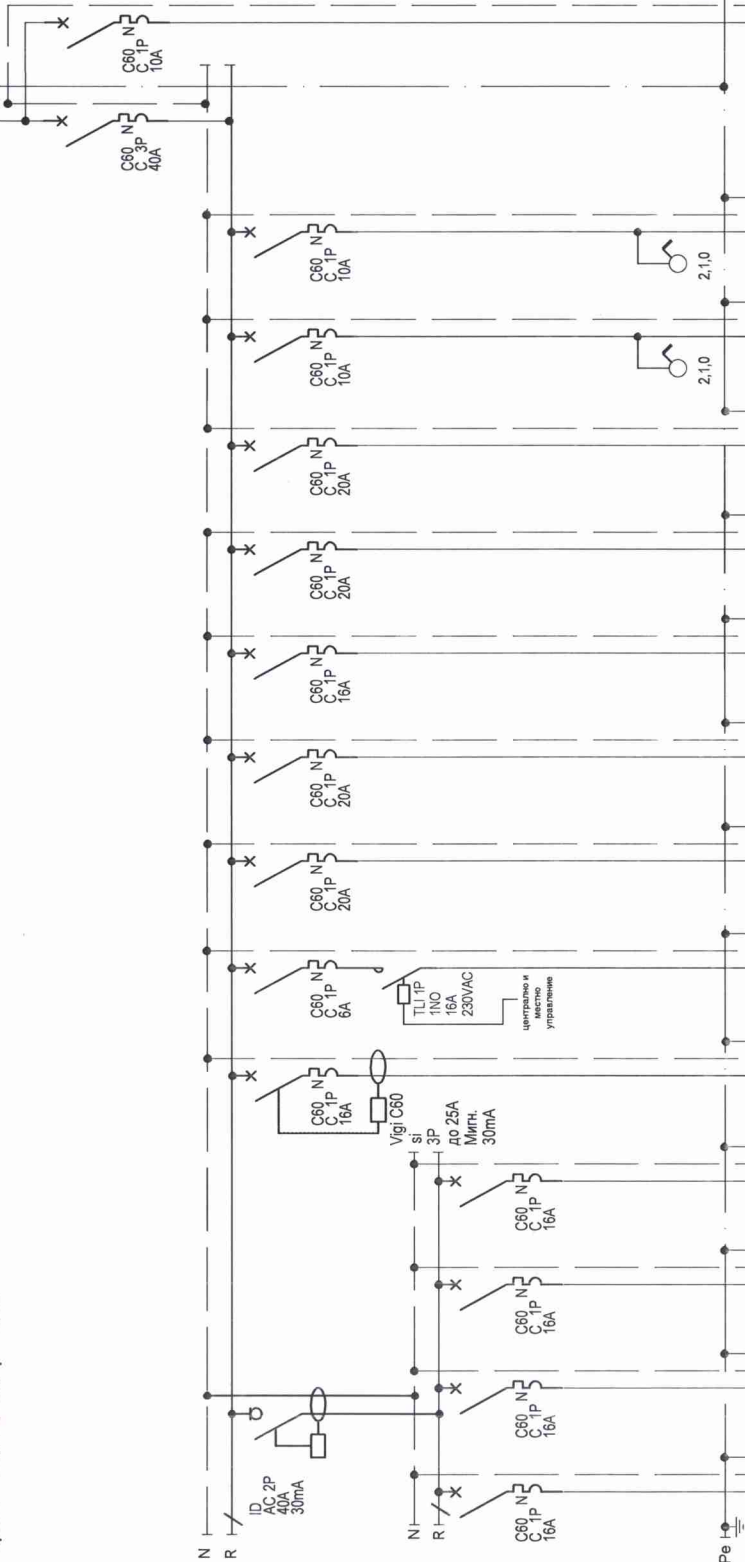 C60 N
C 3P
40A
C60 N
C 1P
10A
N
R
ID
AC 2P
40A
30mA
C60 N
C 1P
16A
C60 N
C 1P
6A
C60 N
C 1P
20A
C60 N
C 1P
20A
C60 N
C 1P
16A
C60 N
C 1P
20A
C60 N
C 1P
20A
C60 N
C 1P
10A
C60 N
C 1P
10A
Vigi C60
si
3P
до 25A
Мигн.
30mA
TLI 1P
1NO
16A
230VAC
централно и
местно
управление
N
R
C60 N
C 1P
16A
C60 N
C 1P
16A
C60 N
C 1P
16A
C60 N
C 1P
16A
2,1,0
2,1,0
Pe